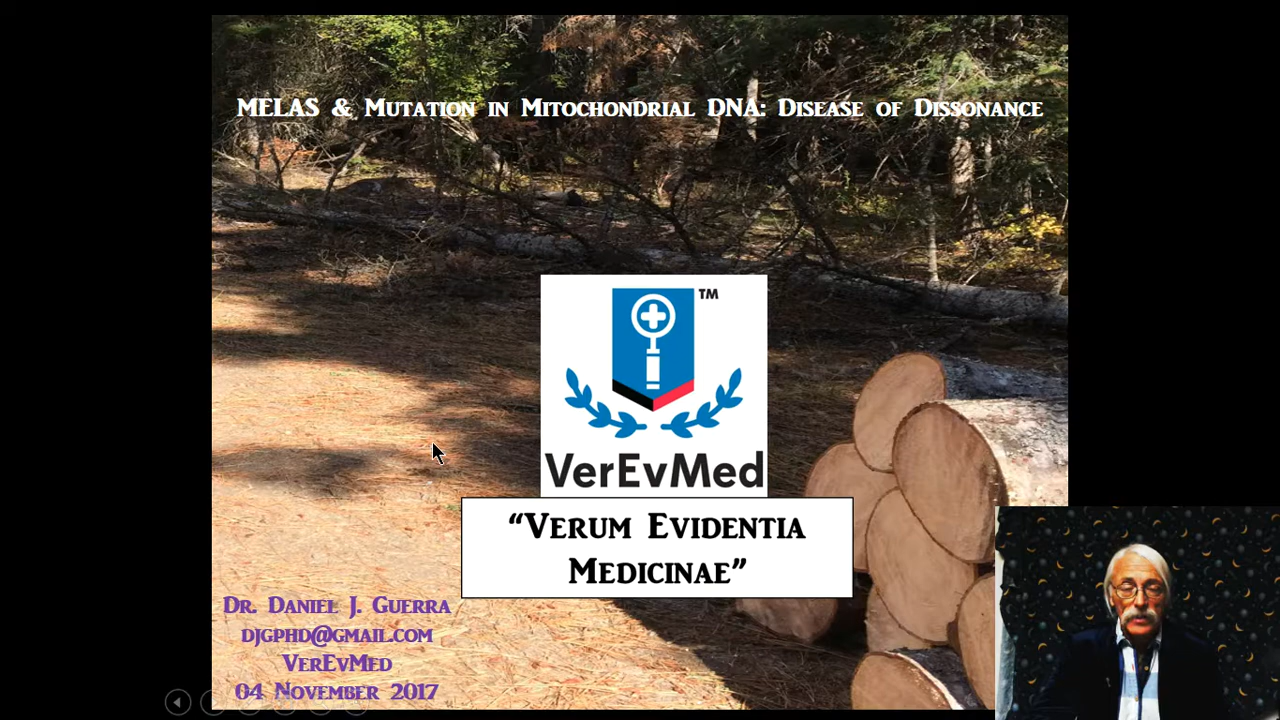 MELAS & Mutation in Mitochondrial DNA: Disease of Dissonance
TM
VerEvMed
“Verum Evidentia
Medicinae”
Dr. Daniel J. Guerra
djgphd@gmail.com
VerEvMed
04 November 2017